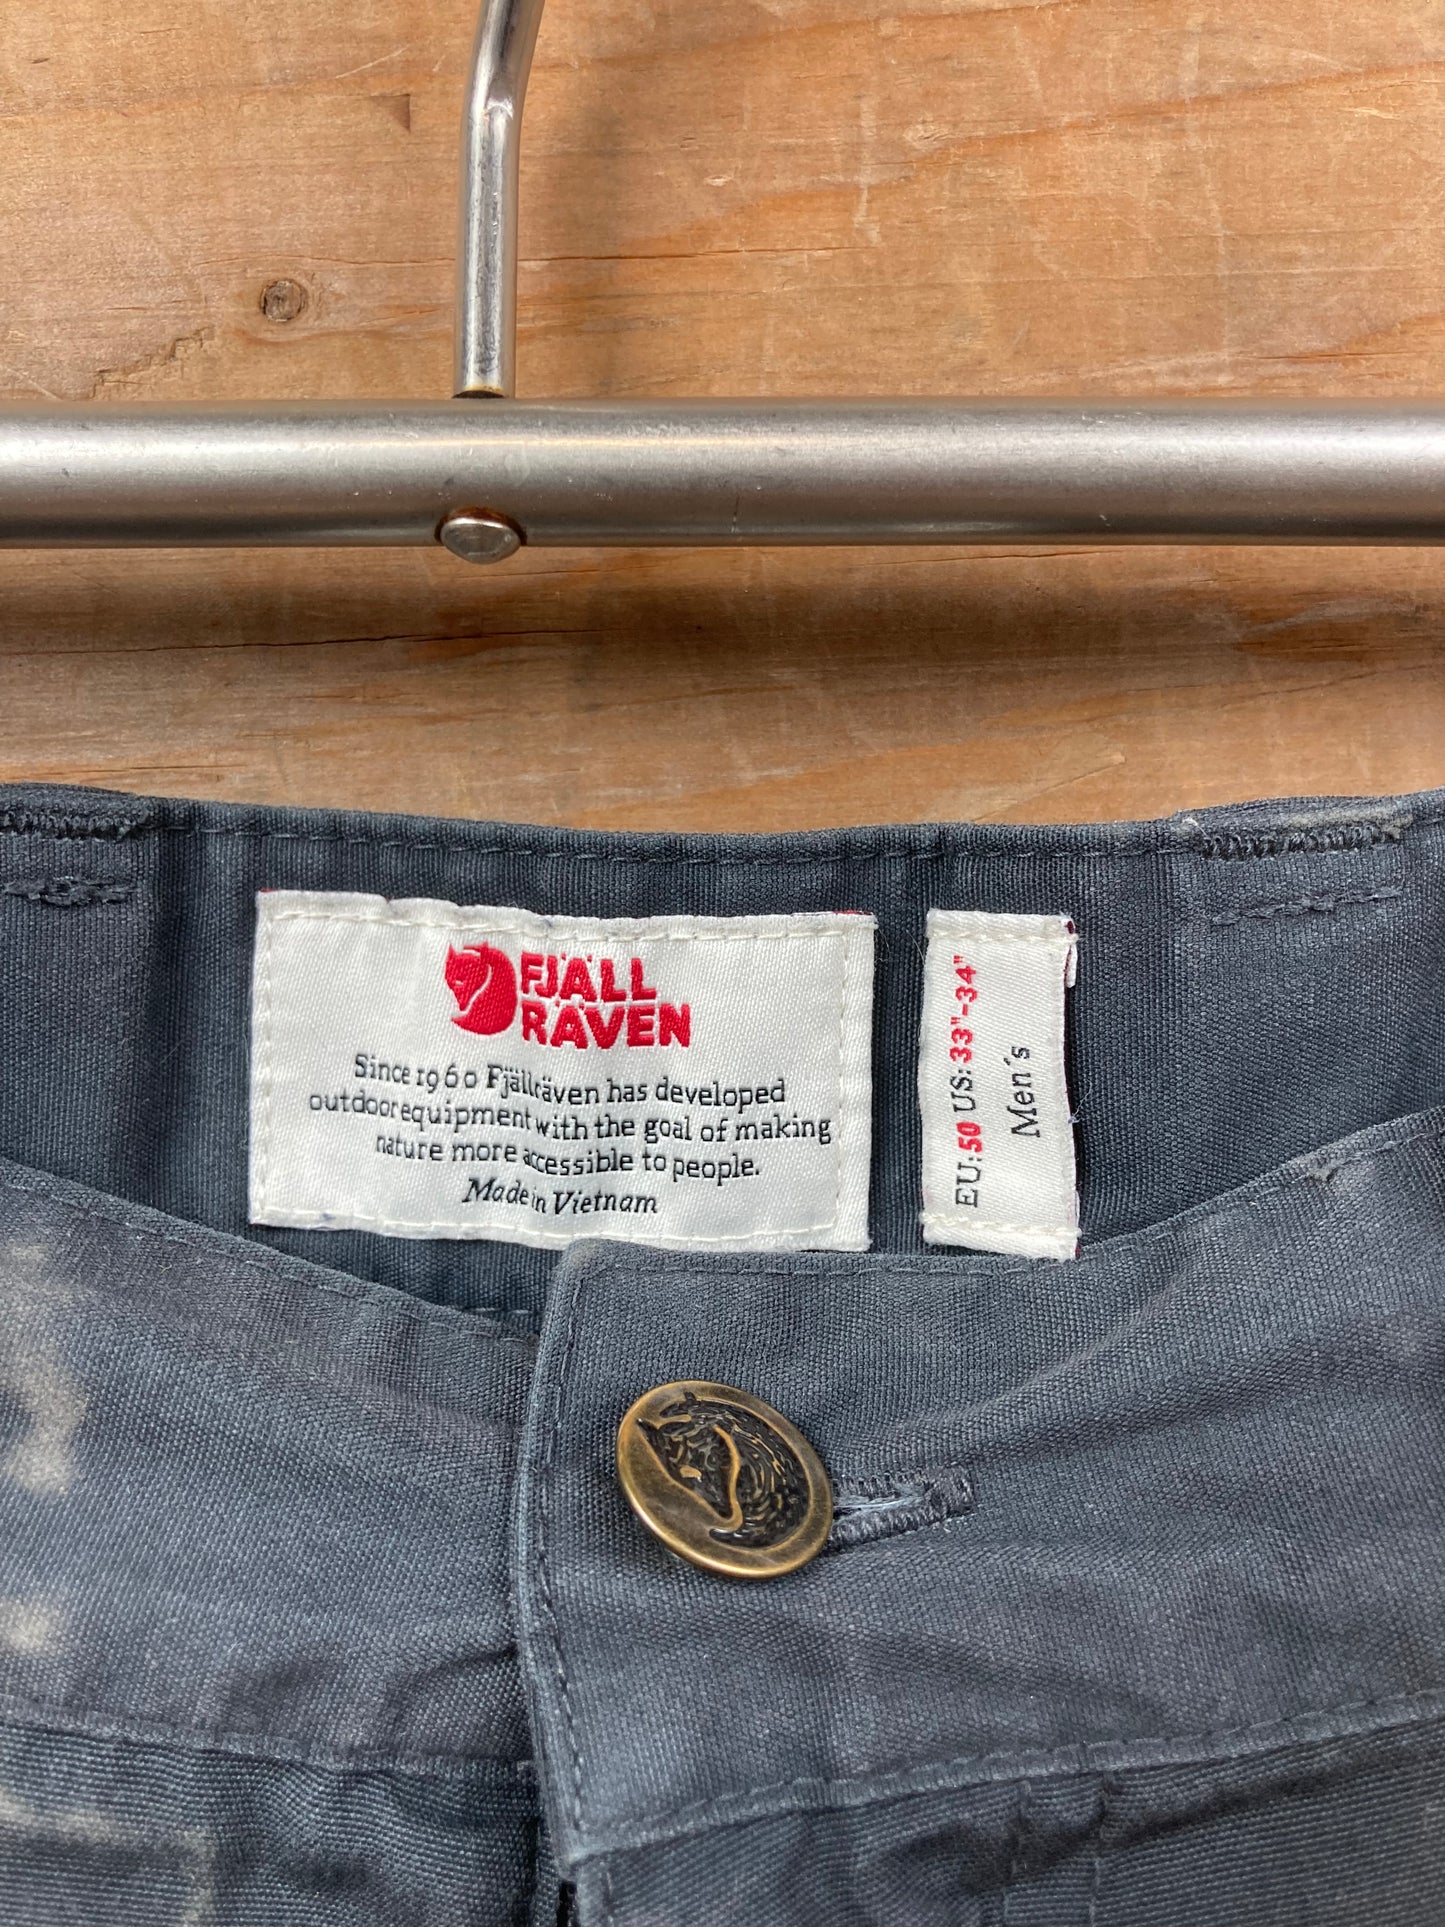 FJÄLL
RÄVEN
Since 1960 Fjällräven has developed
outdoor equipment with the goal of making
nature more accessible to people.
Made in Vietnam
EU: 50 US: 33"-34"
Men´s